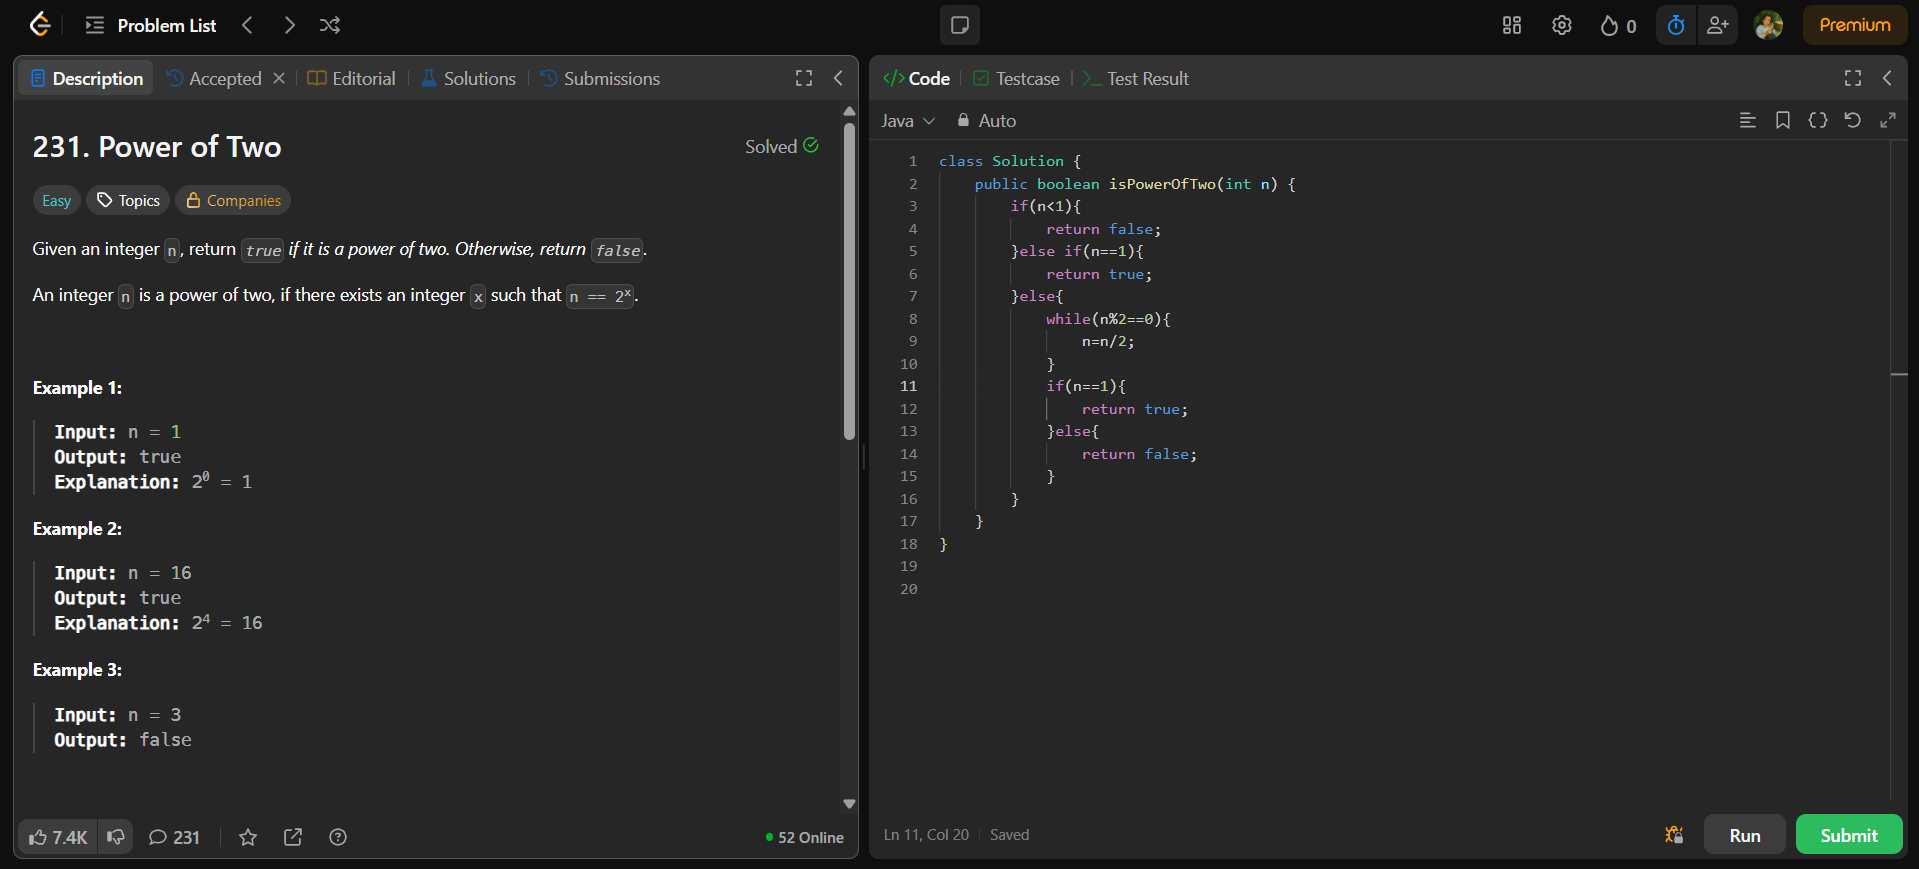 Problem List
0
Premium
Description
Accepted
Editorial
Solutions
Submissions
231. Power of Two
Solved
Easy
Topics
Companies
Given an integer n, return true if it is a power of two. Otherwise, return false.
An integer n is a power of two, if there exists an integer x such that n == 2ˣ.
Example 1:
Input: n = 1
Output: true
Explanation: 2⁰ = 1
Example 2:
Input: n = 16
Output: true
Explanation: 2⁴ = 16
Example 3:
Input: n = 3
Output: false
7.4K
231
52 Online
</> Code
Testcase
>_ Test Result
Java
Auto
1 class Solution {
2     public boolean isPowerOfTwo(int n) {
3         if(n<1){
4             return false;
5         }else if(n==1){
6             return true;
7         }else{
8             while(n%2==0){
9                 n=n/2;
10             }
11             if(n==1){
12                 return true;
13             }else{
14                 return false;
15             }
16         }
17     }
18 }
19
20
Ln 11, Col 20
Saved
Run
Submit